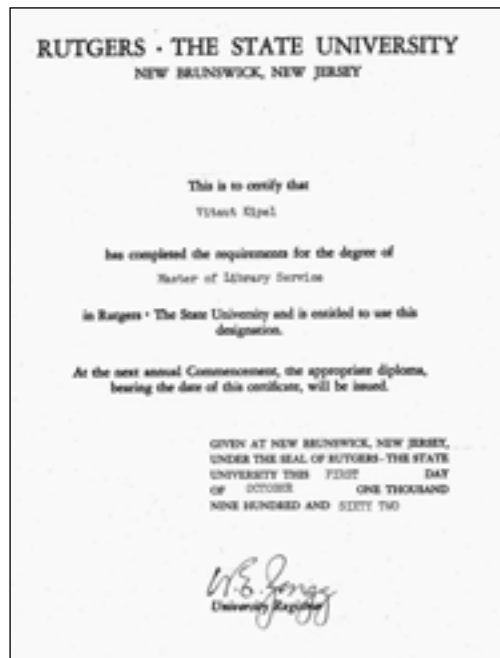 RUTGERS · THE STATE UNIVERSITY
NEW BRUNSWICK, NEW JERSEY
This is to certify that
Vitaut Kipel
has completed the requirements for the degree of
Master of Library Service
in Rutgers · The State University and is entitled to use this
designation.
At the next annual Commencement, the appropriate diploma,
bearing the date of this certificate, will be issued.
GIVEN AT NEW BRUNSWICK, NEW JERSEY,
UNDER THE SEAL OF RUTGERS-THE STATE
UNIVERSITY THIS FIRST DAY
OF OCTOBER ONE THOUSAND
NINE HUNDRED AND SIXTY TWO
University Registrar